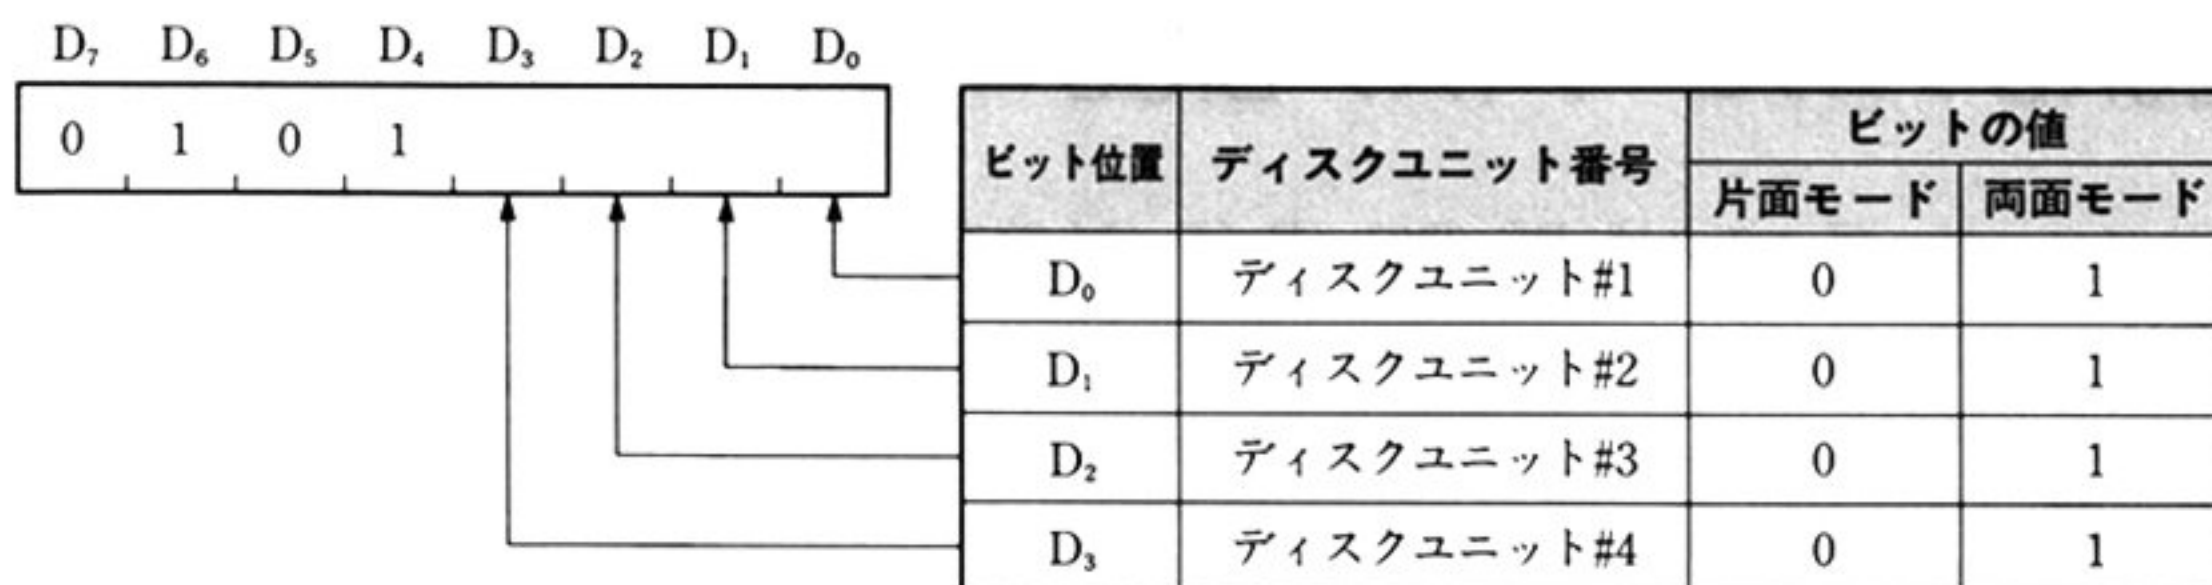 D₇ D₆ D₅ D₄ D₃ D₂ D₁ D₀
0 1 0 1
ビット位置 ディスクユニット番号 ビットの値
片面モード 両面モード
D₀ ディスクユニット#1 0 1
D₁ ディスクユニット#2 0 1
D₂ ディスクユニット#3 0 1
D₃ ディスクユニット#4 0 1